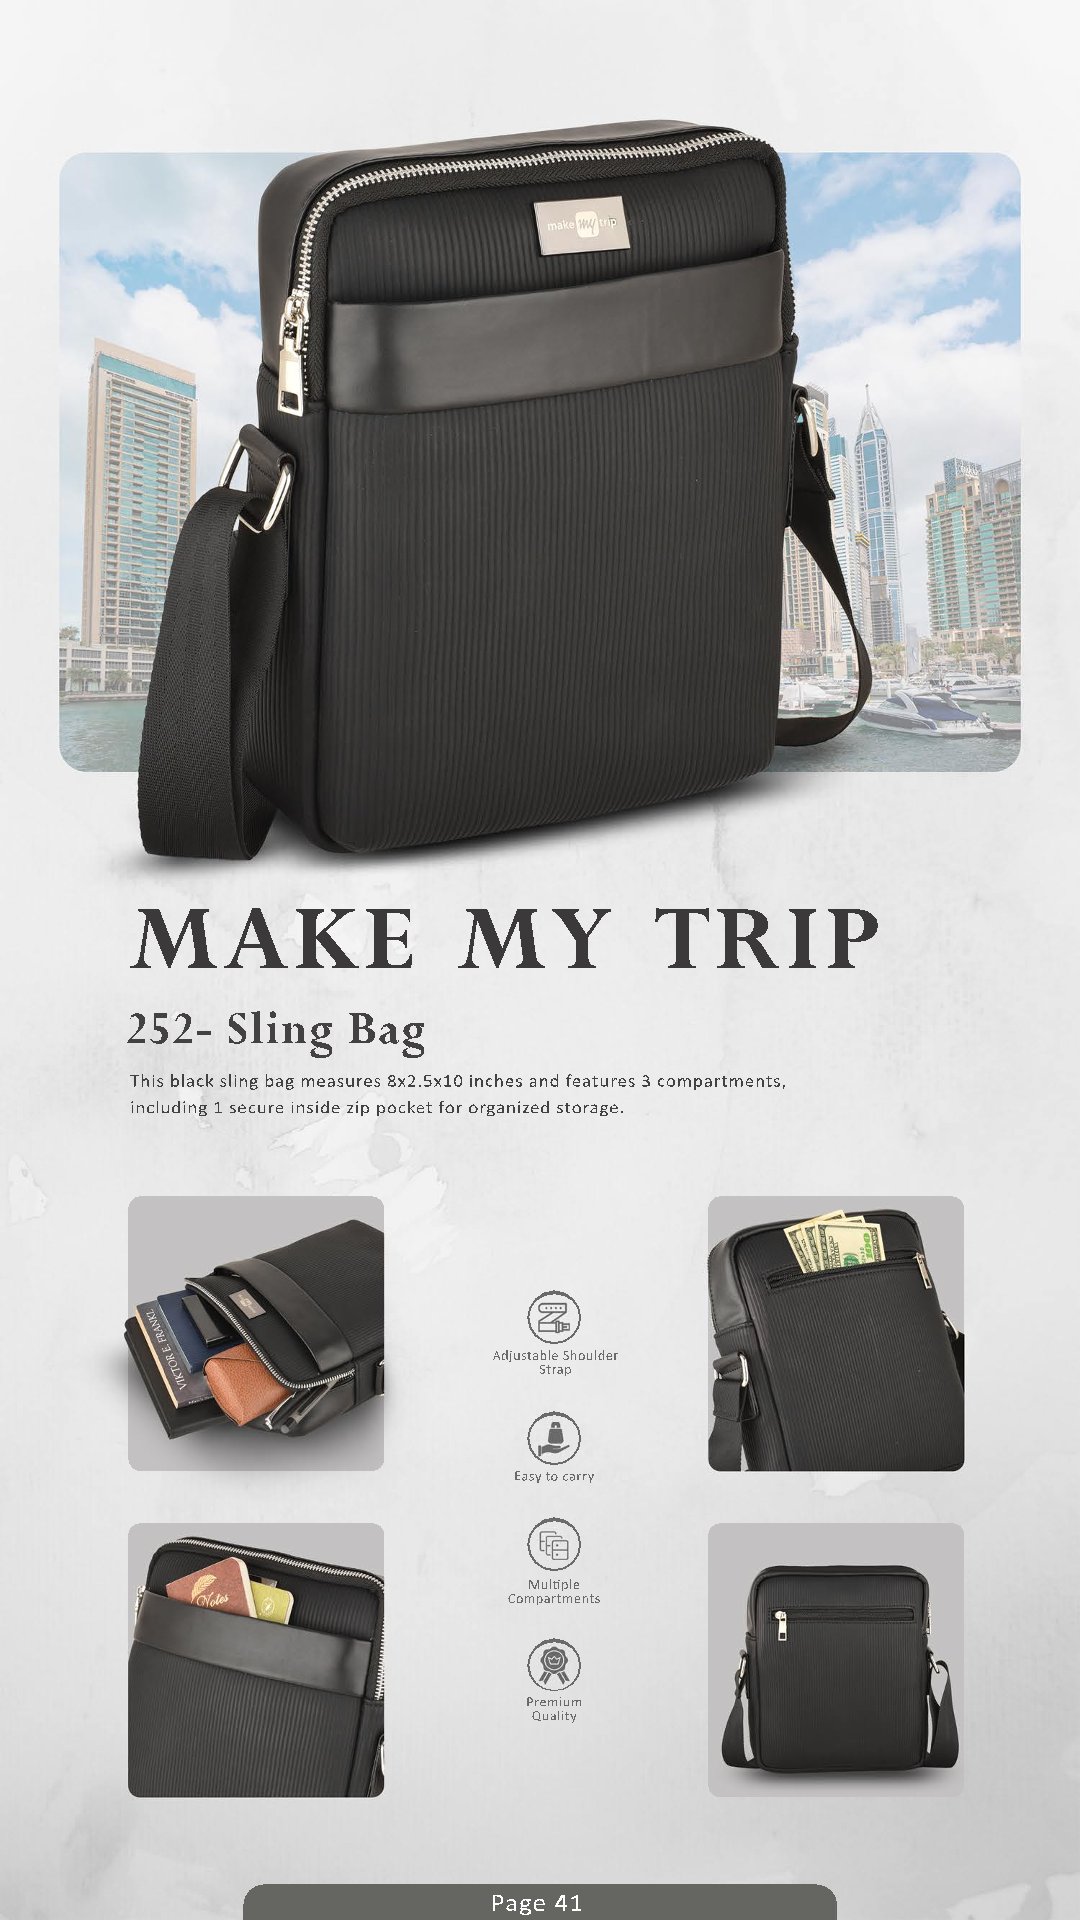 make my trip
MAKE MY TRIP
252- Sling Bag
This black sling bag measures 8x2.5x10 inches and features 3 compartments,
including 1 secure inside zip pocket for organized storage.
VIKTOR E. FRANKL
100
Adjustable Shoulder
Strap
Easy to carry
Notes
Multiple
Compartments
Premium
Quality
Page 41